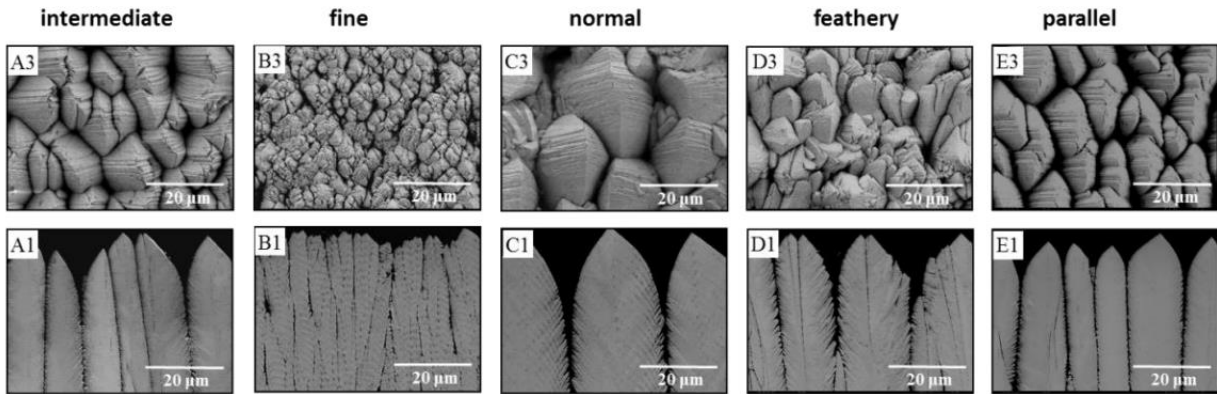 intermediate fine normal feathery parallel
A3 B3 C3 D3 E3
20 µm 20 µm 20 µm 20 µm 20 µm
A1 B1 C1 D1 E1
20 µm 20 µm 20 µm 20 µm 20 µm